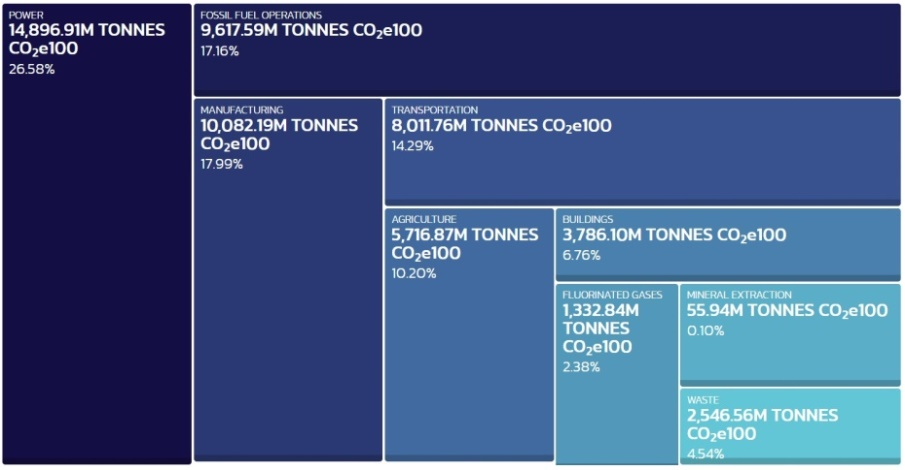 POWER
14,896.91M TONNES
CO₂e100
26.58%
FOSSIL FUEL OPERATIONS
9,617.59M TONNES CO₂e100
17.16%
MANUFACTURING
10,082.19M TONNES
CO₂e100
17.99%
TRANSPORTATION
8,011.76M TONNES CO₂e100
14.29%
AGRICULTURE
5,716.87M TONNES
CO₂e100
10.20%
BUILDINGS
3,786.10M TONNES CO₂e100
6.76%
FLUORINATED GASES
1,332.84M
TONNES
CO₂e100
2.38%
MINERAL EXTRACTION
55.94M TONNES CO₂e100
0.10%
WASTE
2,546.56M TONNES
CO₂e100
4.54%